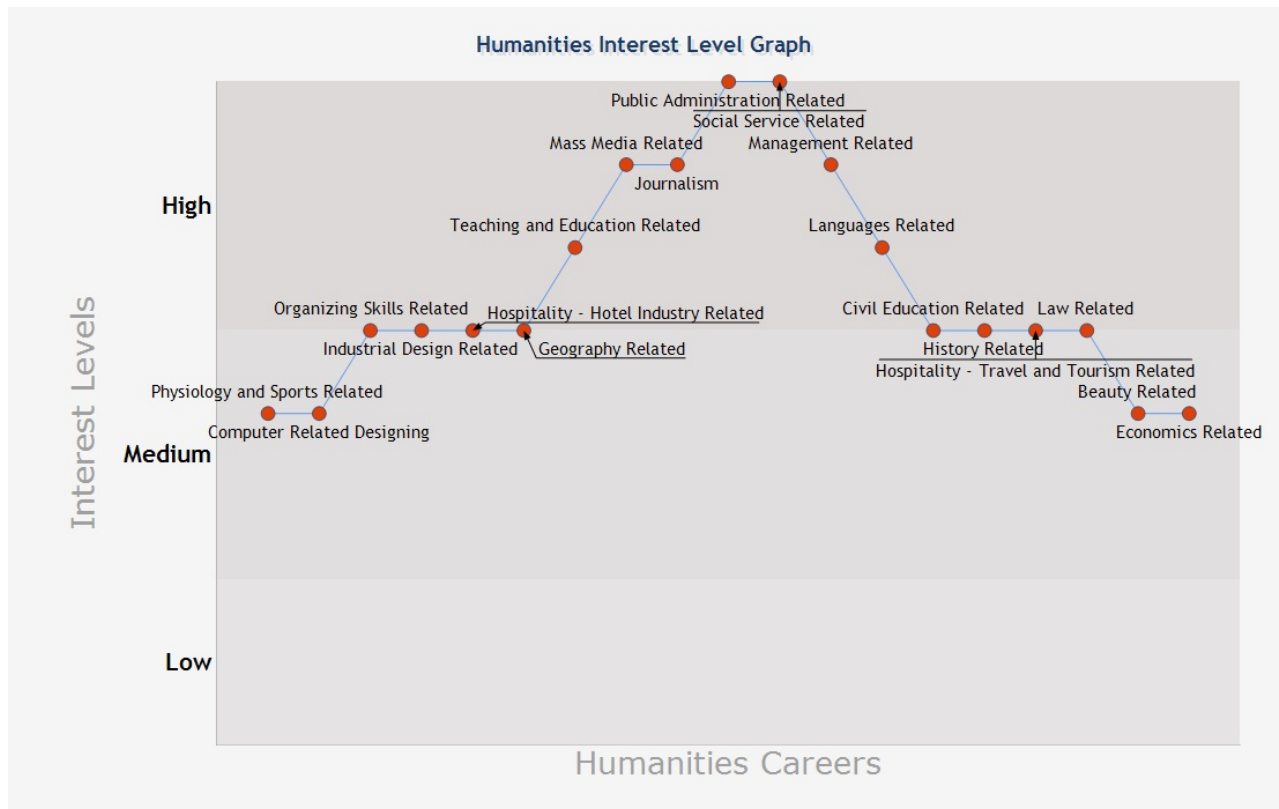 Humanities Interest Level Graph
Public Administration Related
Social Service Related
Mass Media Related
Management Related
Journalism
High
Teaching and Education Related
Languages Related
Organizing Skills Related
Hospitality - Hotel Industry Related
Civil Education Related
Law Related
Industrial Design Related
Geography Related
History Related
Hospitality - Travel and Tourism Related
Physiology and Sports Related
Beauty Related
Computer Related Designing
Economics Related
Medium
Interest Levels
Low
Humanities Careers